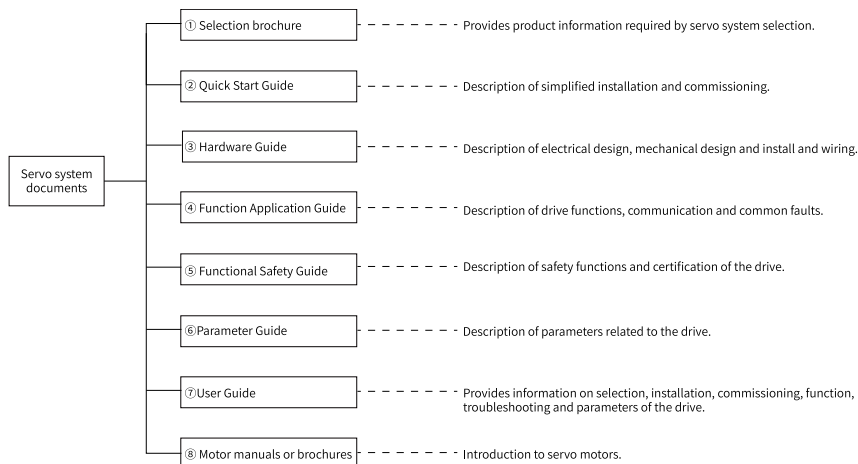 ① Selection brochure
Provides product information required by servo system selection.
② Quick Start Guide
Description of simplified installation and commissioning.
③ Hardware Guide
Description of electrical design, mechanical design and install and wiring.
Servo system
documents
④ Function Application Guide
Description of drive functions, communication and common faults.
⑤ Functional Safety Guide
Description of safety functions and certification of the drive.
⑥Parameter Guide
Description of parameters related to the drive.
⑦User Guide
Provides information on selection, installation, commissioning, function,
troubleshooting and parameters of the drive.
⑧ Motor manuals or brochures
Introduction to servo motors.